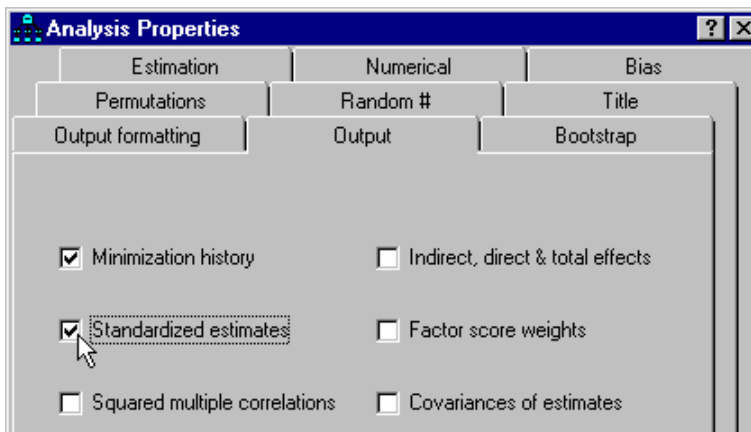 Analysis Properties
Estimation Numerical Bias
Permutations Random # Title
Output formatting Output Bootstrap
Minimization history Indirect, direct & total effects
Standardized estimates Factor score weights
Squared multiple correlations Covariances of estimates